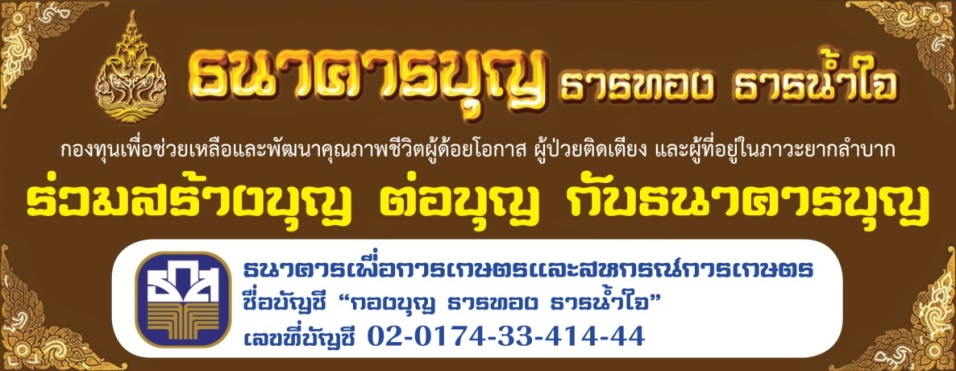 ธนาคารบุญ ธารทอง ธารน้ำใจ
กองทุนเพื่อช่วยเหลือและพัฒนาคุณภาพชีวิตผู้ด้อยโอกาส ผู้ป่วยติดเตียง และผู้ที่อยู่ในภาวะยากลำบาก
ร่วมสร้างบุญ ต่อบุญ กับธนาคารบุญ
ธกส
ธนาคารเพื่อการเกษตรและสหกรณ์การเกษตร
ชื่อบัญชี “กองบุญ ธารทอง ธารน้ำใจ”
เลขที่บัญชี 02-0174-33-414-44